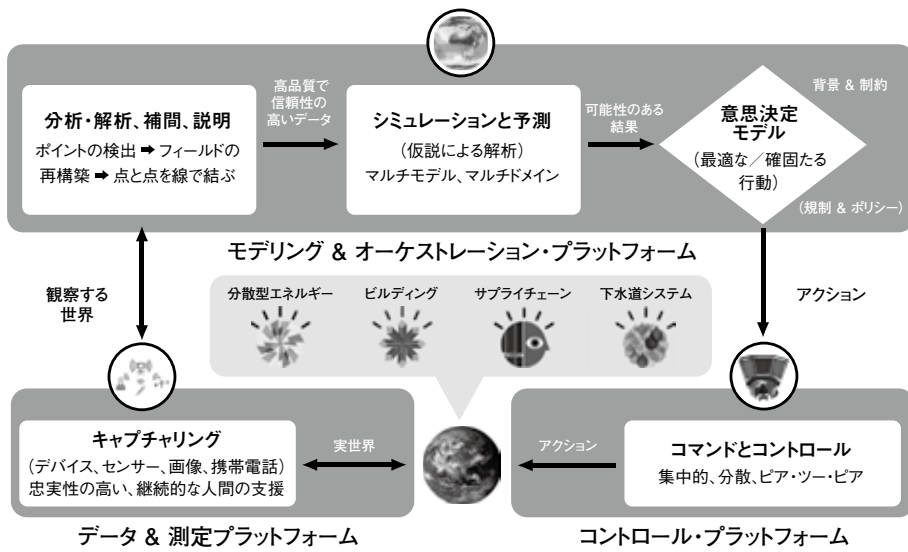 分析・解析、補間、説明
ポイントの検出 ➡ フィールドの
再構築 ➡ 点と点を線で結ぶ
高品質で
信頼性の
高いデータ
シミュレーションと予測
(仮説による解析)
マルチモデル、マルチドメイン
可能性のある
結果
背景 & 制約
意思決定
モデル
(最適な／確固たる
行動)
(規制 & ポリシー)
モデリング & オーケストレーション・プラットフォーム
観察する
世界
分散型エネルギー
ビルディング
サプライチェーン
下水道システム
アクション
キャプチャリング
(デバイス、センサー、画像、携帯電話)
忠実性の高い、継続的な人間の支援
実世界
アクション
コマンドとコントロール
集中的、分散、ピア・ツー・ピア
データ & 測定プラットフォーム
コントロール・プラットフォーム